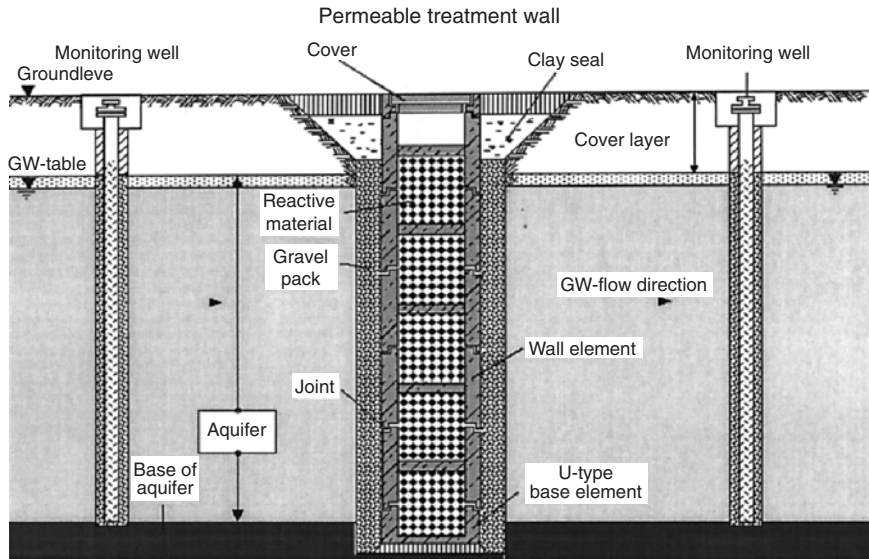 Permeable treatment wall
Monitoring well
Cover
Clay seal
Monitoring well
Groundleve
Cover layer
GW-table
Reactive
material
Gravel
pack
GW-flow direction
Wall element
Joint
Aquifer
Base of
aquifer
U-type
base element